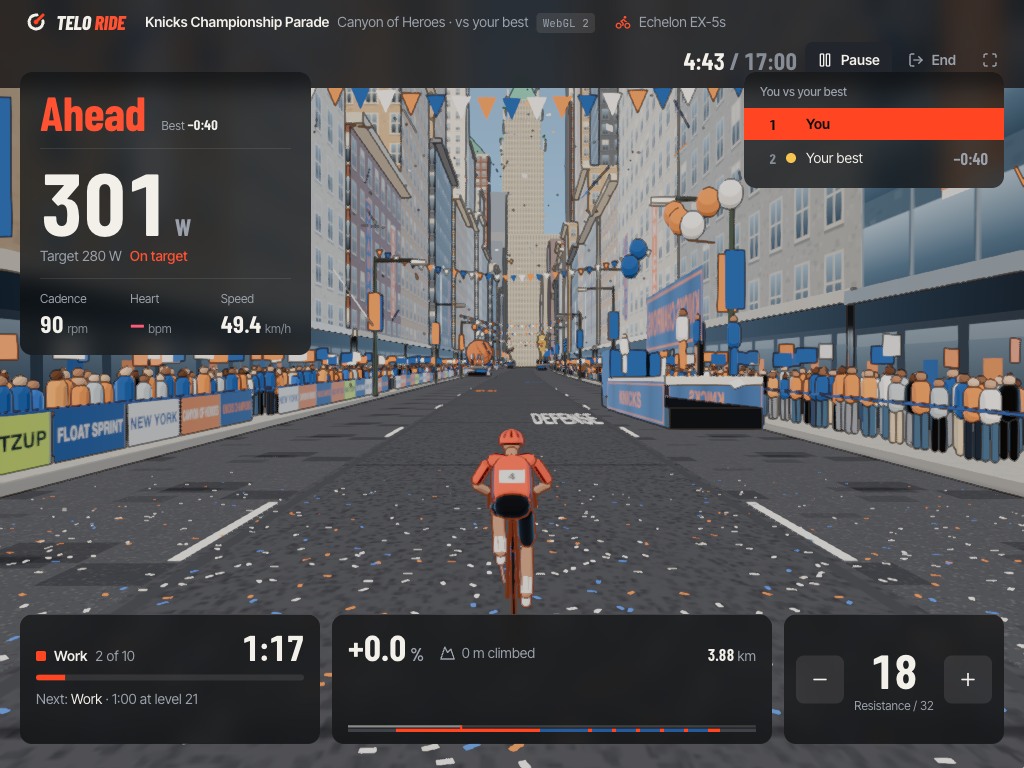 TELO RIDE Knicks Championship Parade Canyon of Heroes · vs your best WebGL 2 Echelon EX-5s
4:43 / 17:00 Pause End
Ahead Best −0:40
301 W
Target 280 W On target
Cadence Heart Speed
90 rpm – bpm 49.4 km/h
You vs your best
1 You
2 Your best −0:40
DEFENSE
KNICKS
TZUP FLOAT SPRINT NEW YORK CANYON OF HEROES
4
Work 2 of 10 1:17
Next: Work · 1:00 at level 21
+0.0 % 0 m climbed 3.88 km
− 18 +
Resistance / 32